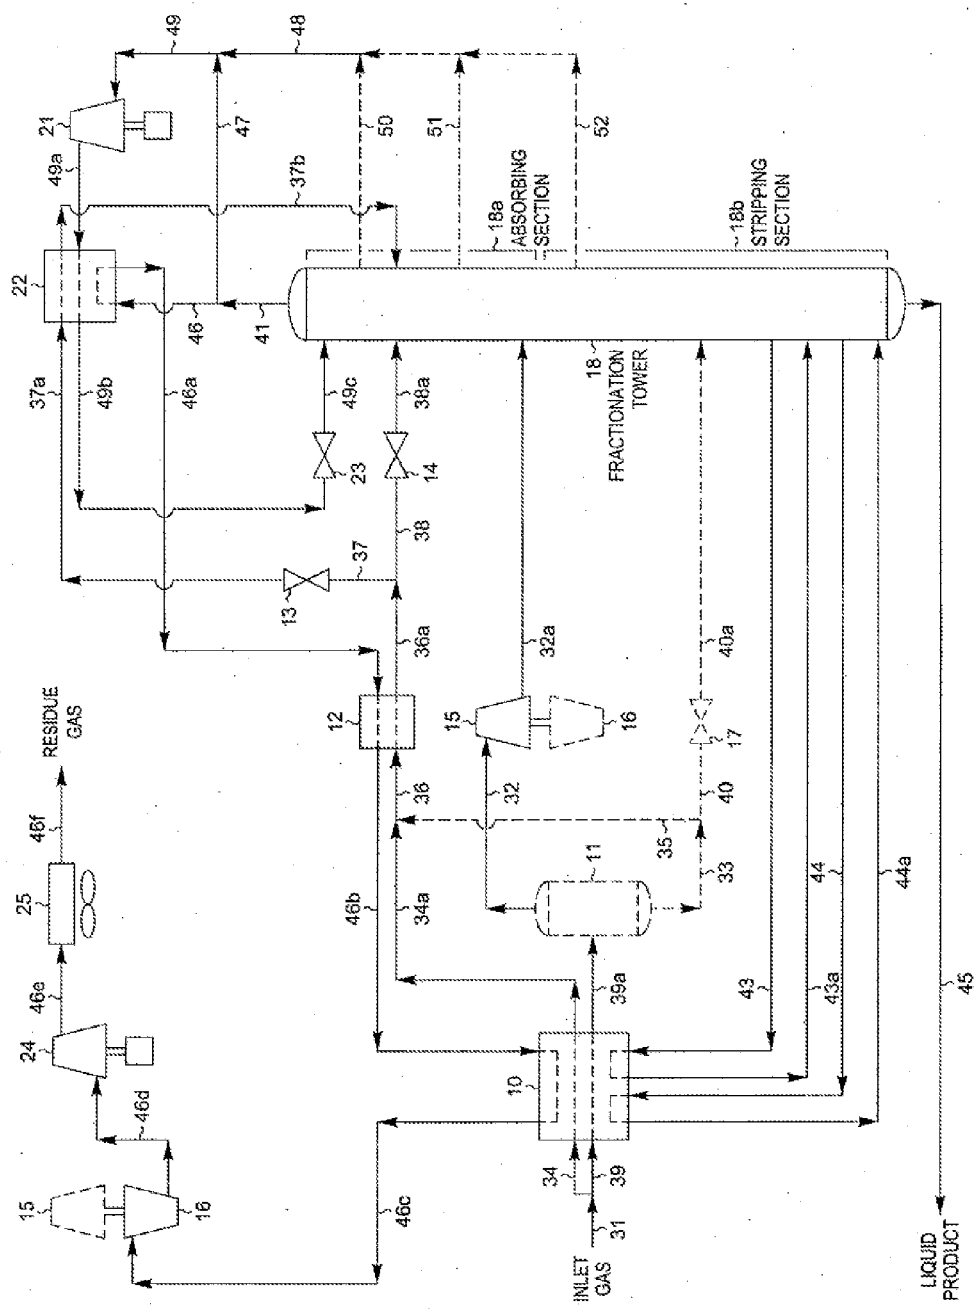 15
24
25
22
46e
46f
RESIDUE
GAS
37a
21
49a
49
16
46d
49b
46a
46
47
48
37b
41
13
12
23
49c
50
37
46c
46b
38
14
38a
36a
36
34a
51
15
32
32a
10
11
16
18a
ABSORBING
SECTION
34
INLET
GAS
31
39
39a
18
FRACTIONATION
TOWER
52
35
33
40
17
40a
43
43a
44
44a
18b
STRIPPING
SECTION
LIQUID
PRODUCT
45